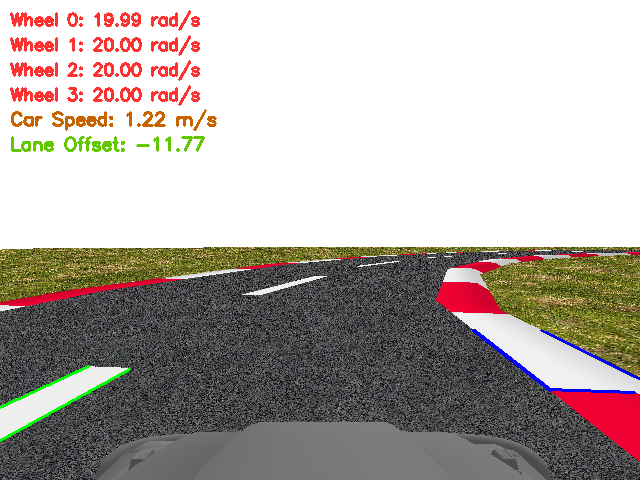 Wheel 0: 19.99 rad/s
Wheel 1: 20.00 rad/s
Wheel 2: 20.00 rad/s
Wheel 3: 20.00 rad/s
Car Speed: 1.22 m/s
Lane Offset: -11.77